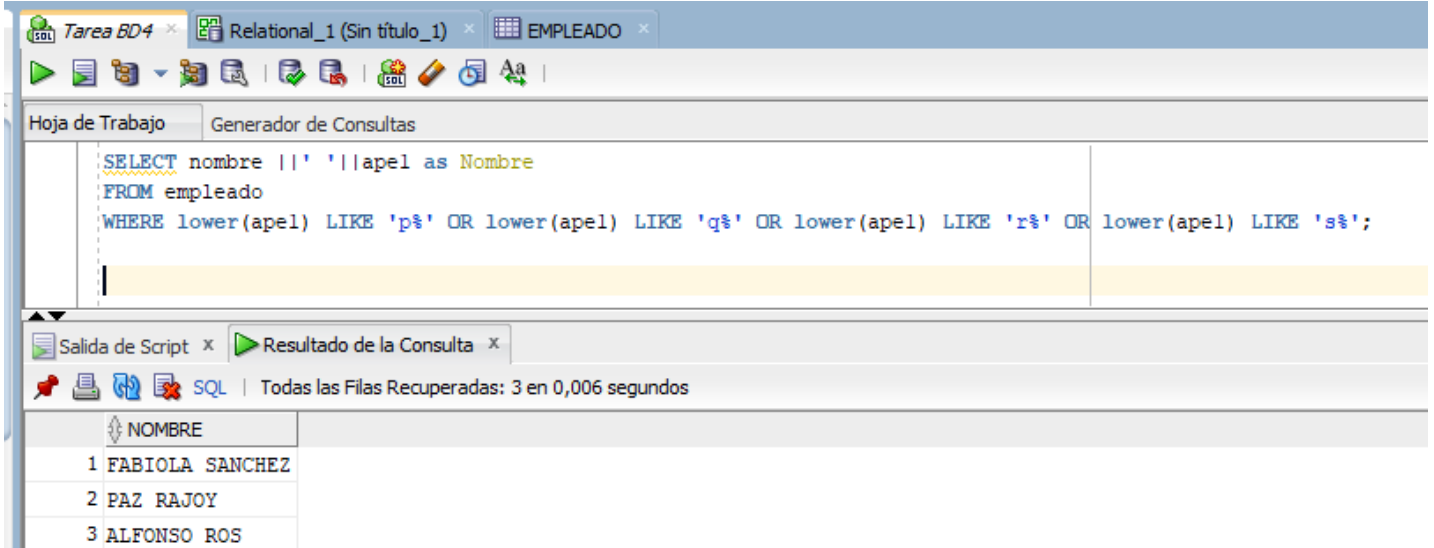 Tarea BD4 × Relational_1 (Sin título_1) × EMPLEADO ×
SQL Aa
Hoja de Trabajo Generador de Consultas
SELECT nombre ||' '||apel as Nombre
FROM empleado
WHERE lower(apel) LIKE 'p%' OR lower(apel) LIKE 'q%' OR lower(apel) LIKE 'r%' OR lower(apel) LIKE 's%';
Salida de Script x Resultado de la Consulta x
SQL | Todas las Filas Recuperadas: 3 en 0,006 segundos
NOMBRE
1 FABIOLA SANCHEZ
2 PAZ RAJOY
3 ALFONSO ROS